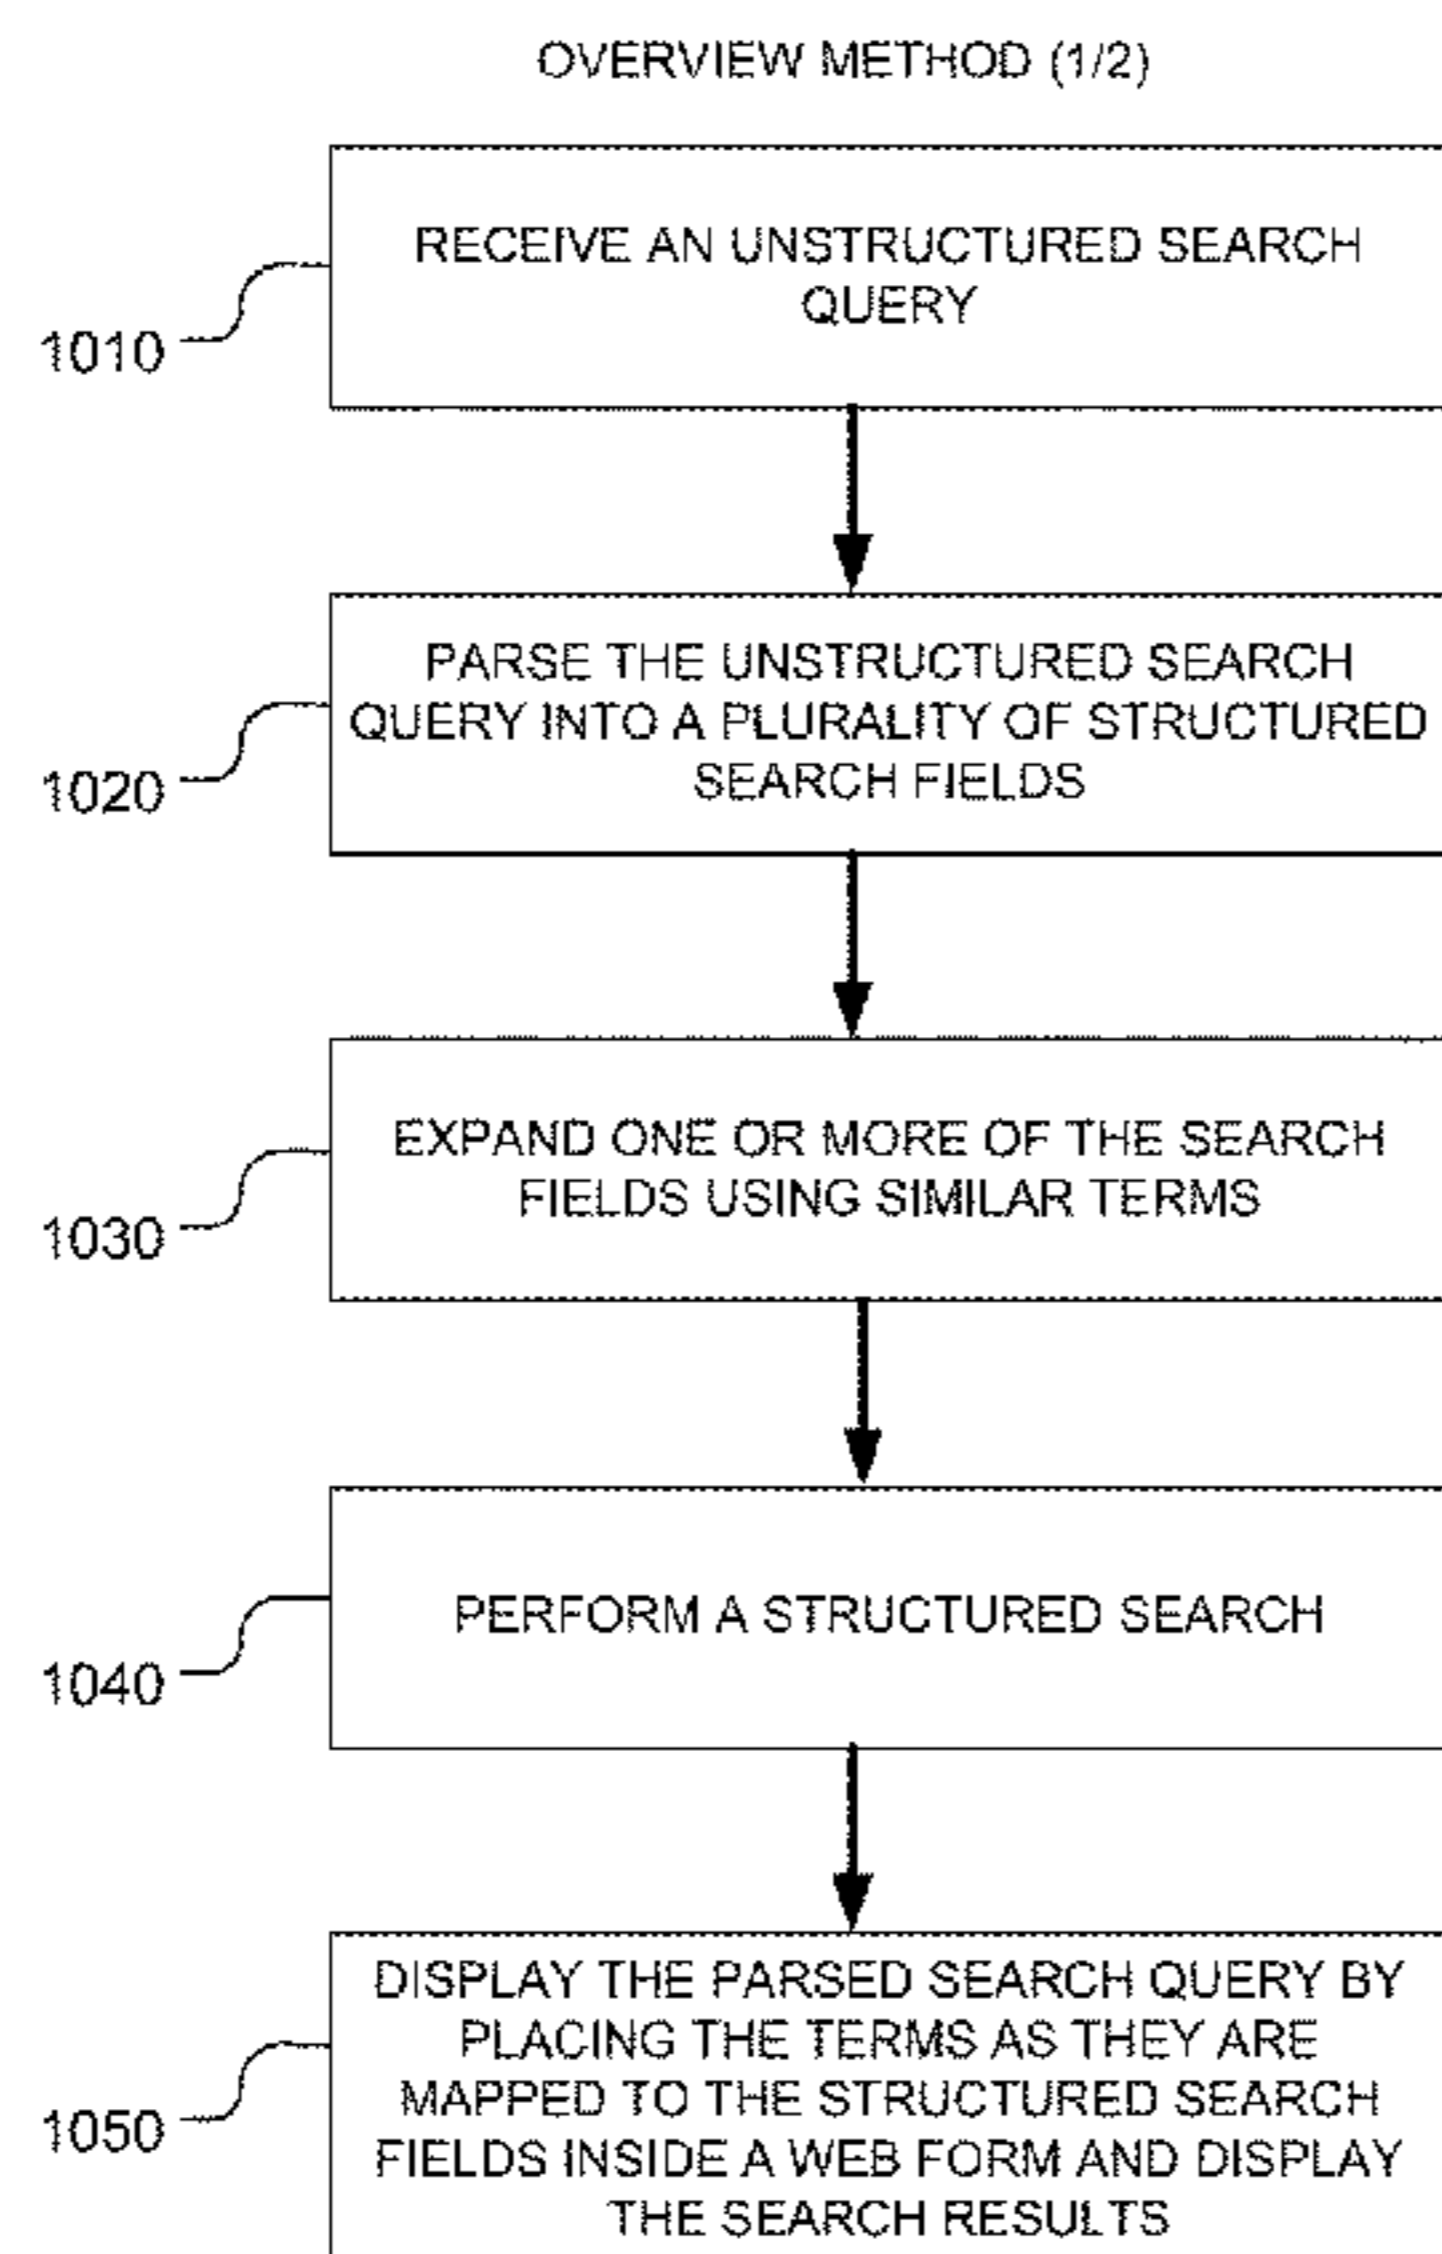 OVERVIEW METHOD (1/2)
RECEIVE AN UNSTRUCTURED SEARCH
QUERY
1010
PARSE THE UNSTRUCTURED SEARCH
QUERY INTO A PLURALITY OF STRUCTURED
SEARCH FIELDS
1020
EXPAND ONE OR MORE OF THE SEARCH
FIELDS USING SIMILAR TERMS
1030
PERFORM A STRUCTURED SEARCH
1040
DISPLAY THE PARSED SEARCH QUERY BY
PLACING THE TERMS AS THEY ARE
MAPPED TO THE STRUCTURED SEARCH
FIELDS INSIDE A WEB FORM AND DISPLAY
THE SEARCH RESULTS
1050